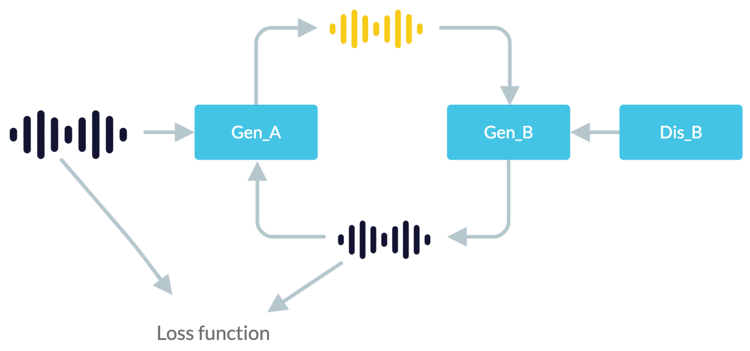 Gen_A
Gen_B
Dis_B
Loss function